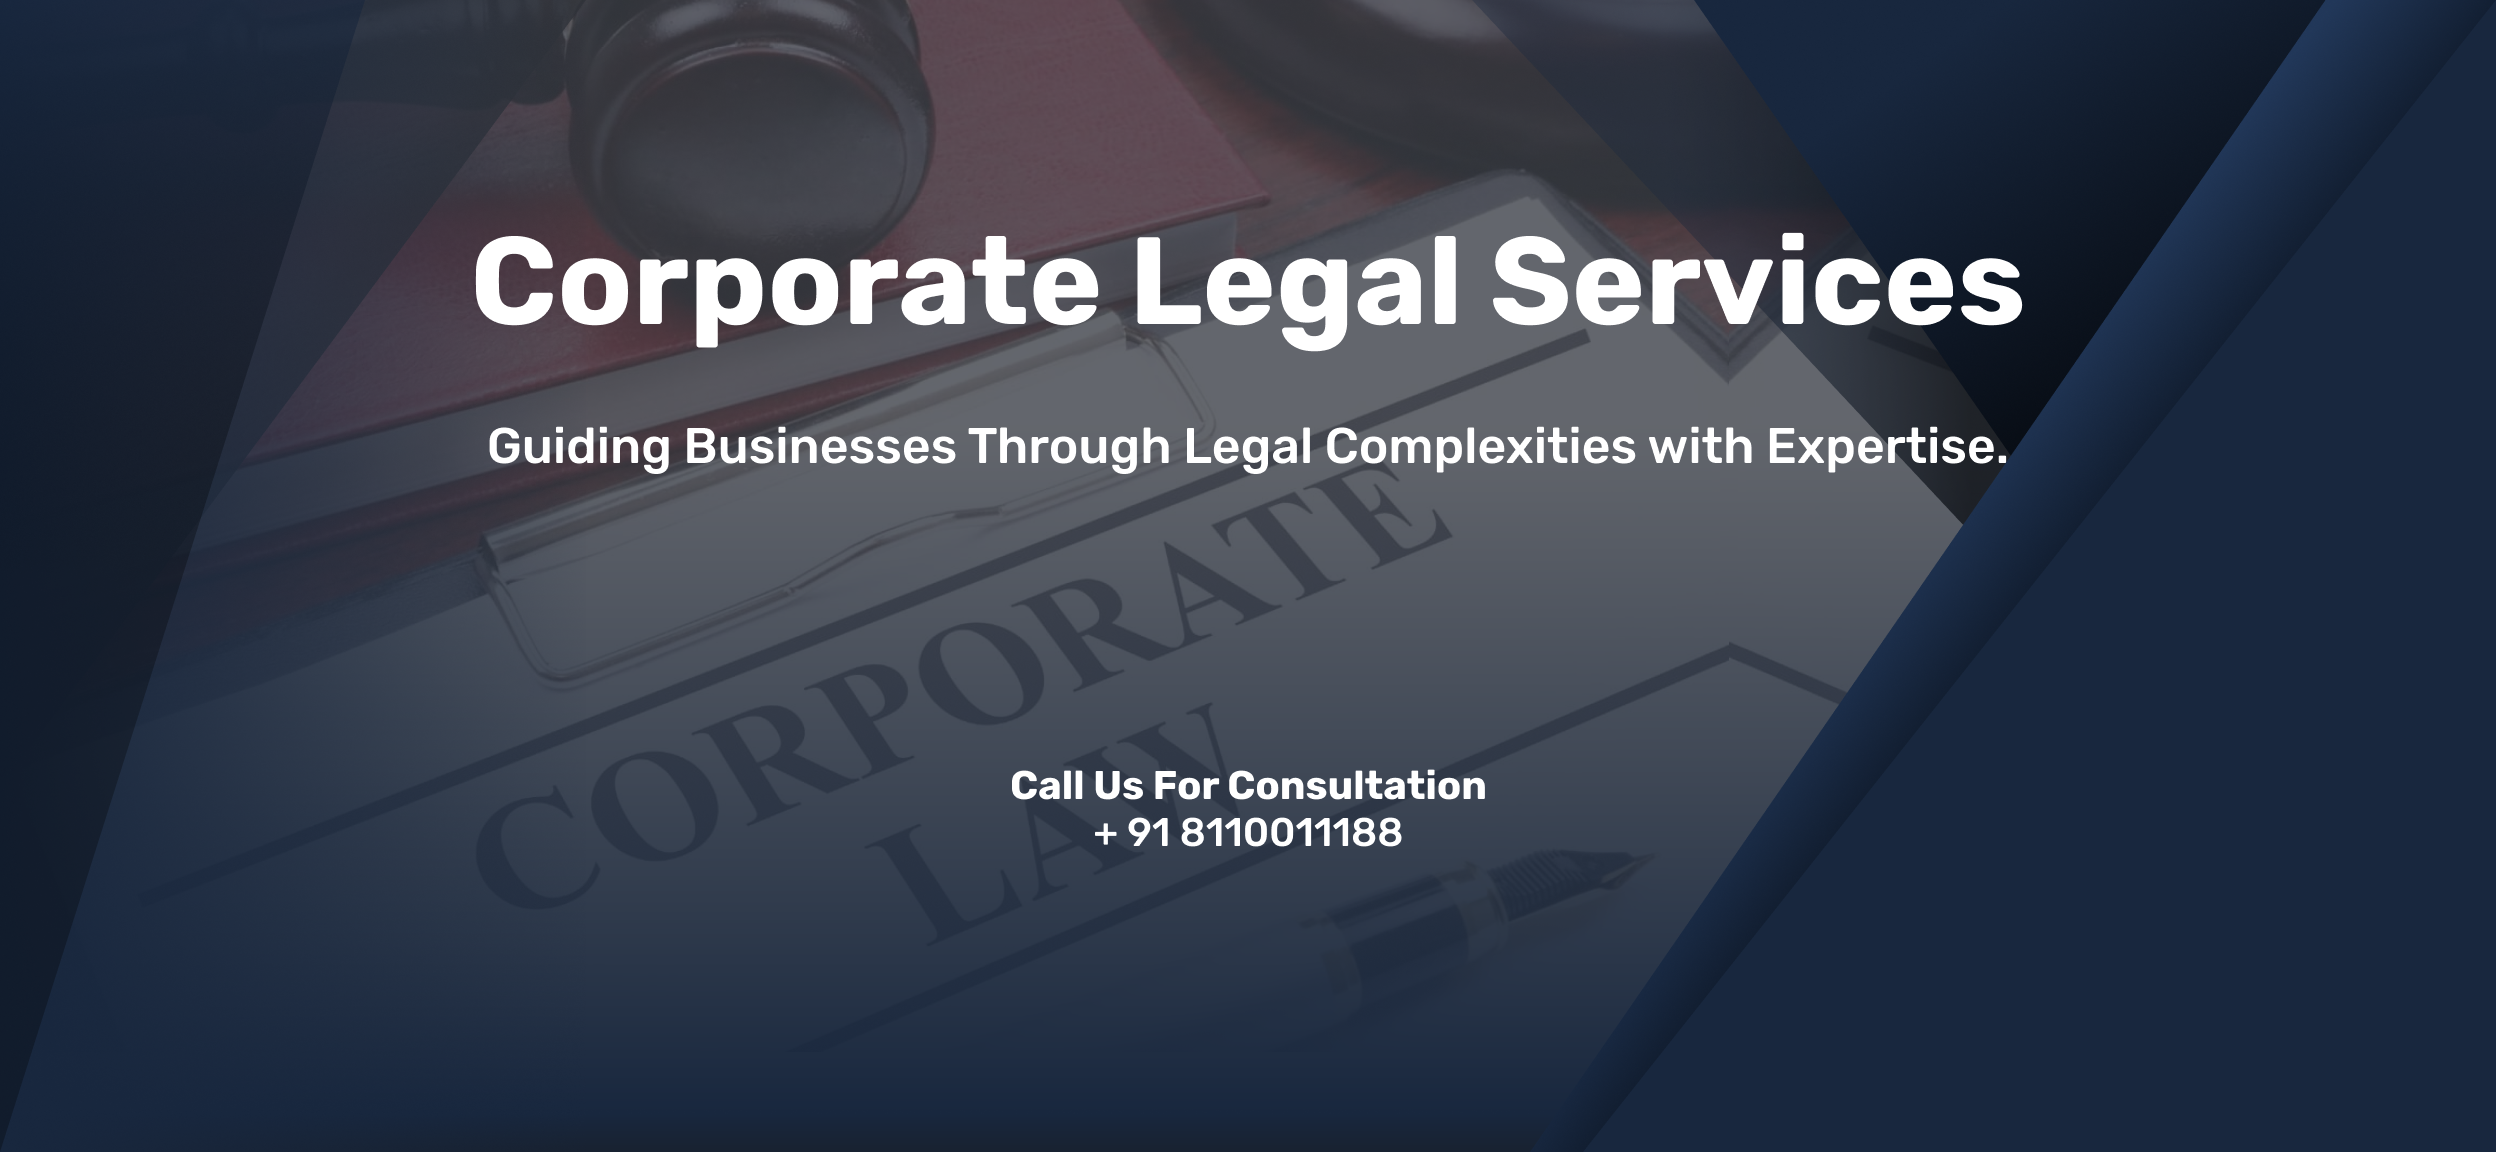 Corporate Legal Services
Guiding Businesses Through Legal Complexities with Expertise.
CORPORATE
LAW
Call Us For Consultation
+ 91 8110011188